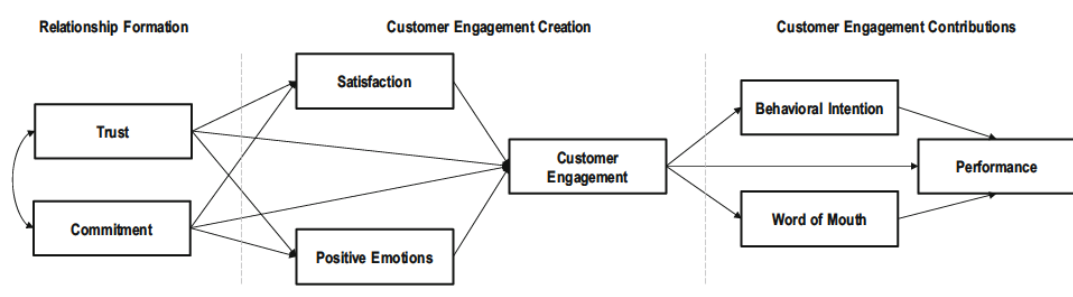 Relationship Formation
Customer Engagement Creation
Customer Engagement Contributions
Satisfaction
Behavioral Intention
Trust
Customer
Engagement
Performance
Commitment
Word of Mouth
Positive Emotions